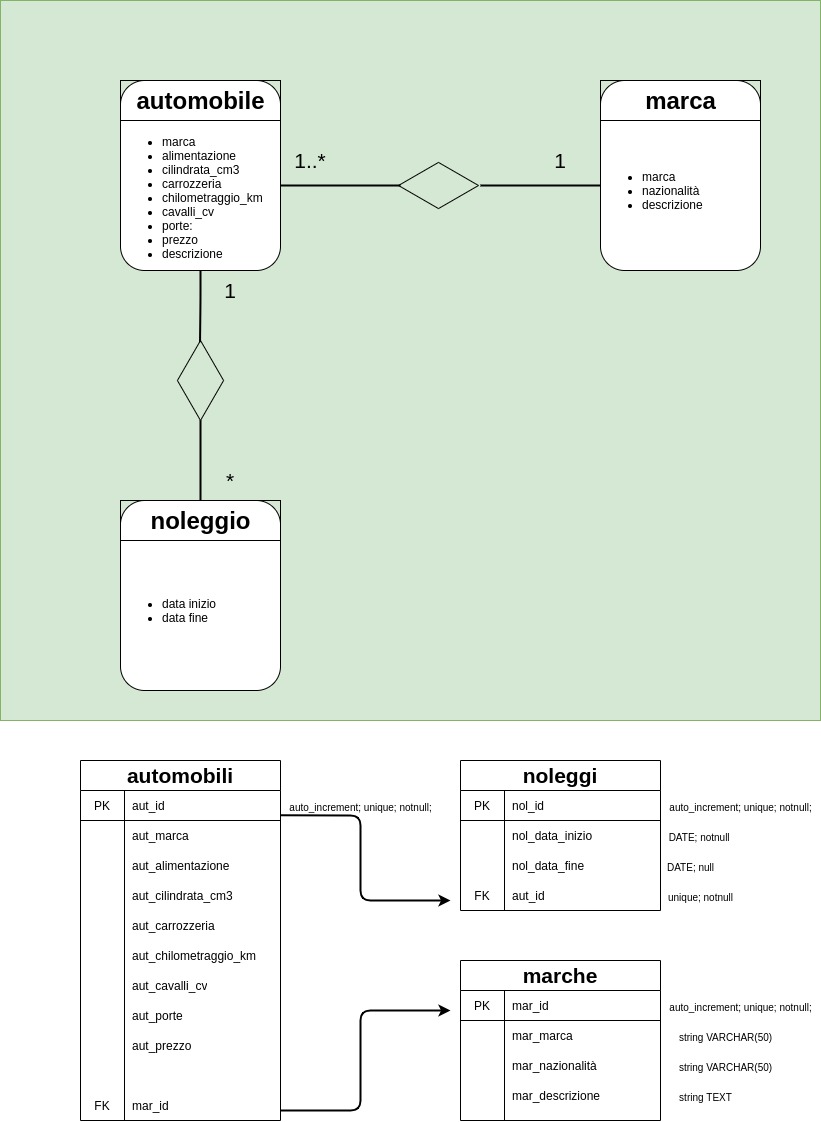 automobile
marca
alimentazione
cilindrata_cm3
carrozzeria
chilometraggio_km
cavalli_cv
porte:
prezzo
descrizione
1..*
1
marca
marca
nazionalità
descrizione
1
*
noleggio
data inizio
data fine
automobili
PK aut_id auto_increment; unique; notnull;
aut_marca
aut_alimentazione
aut_cilindrata_cm3
aut_carrozzeria
aut_chilometraggio_km
aut_cavalli_cv
aut_porte
aut_prezzo
FK mar_id
noleggi
PK nol_id auto_increment; unique; notnull;
nol_data_inizio DATE; notnull
nol_data_fine DATE; null
FK aut_id unique; notnull
marche
PK mar_id auto_increment; unique; notnull;
mar_marca string VARCHAR(50)
mar_nazionalità string VARCHAR(50)
mar_descrizione string TEXT